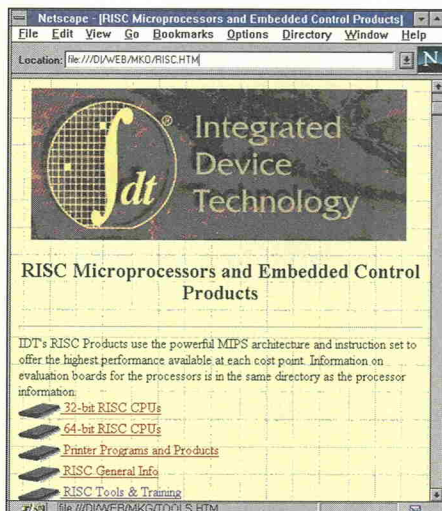 Netscape - [RISC Microprocessors and Embedded Control Products]
File Edit View Go Bookmarks Options Directory Window Help
Location: file:///D|/WEB/MKG/RISC.HTM
N
dt
®
Integrated
Device
Technology
RISC Microprocessors and Embedded Control
Products
IDT's RISC Products use the powerful MIPS architecture and instruction set to
offer the highest performance available at each cost point. Information on
evaluation boards for the processors is in the same directory as the processor
information.
32-bit RISC CPUs
64-bit RISC CPUs
Printer Programs and Products
RISC General Info
RISC Tools & Training
file:///D|/WEB/MKG/TOOLS.HTM